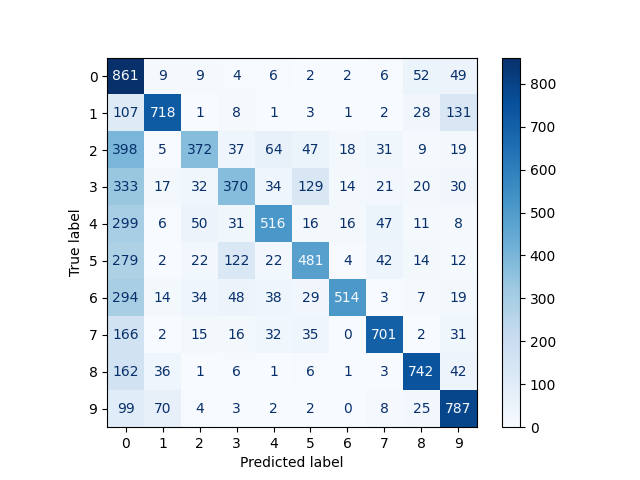 0 861 9 9 4 6 2 2 6 52 49
1 107 718 1 8 1 3 1 2 28 131
2 398 5 372 37 64 47 18 31 9 19
3 333 17 32 370 34 129 14 21 20 30
4 299 6 50 31 516 16 16 47 11 8
5 279 2 22 122 22 481 4 42 14 12
6 294 14 34 48 38 29 514 3 7 19
7 166 2 15 16 32 35 0 701 2 31
8 162 36 1 6 1 6 1 3 742 42
9 99 70 4 3 2 2 0 8 25 787
0 1 2 3 4 5 6 7 8 9
Predicted label
True label
800
700
600
500
400
300
200
100
0